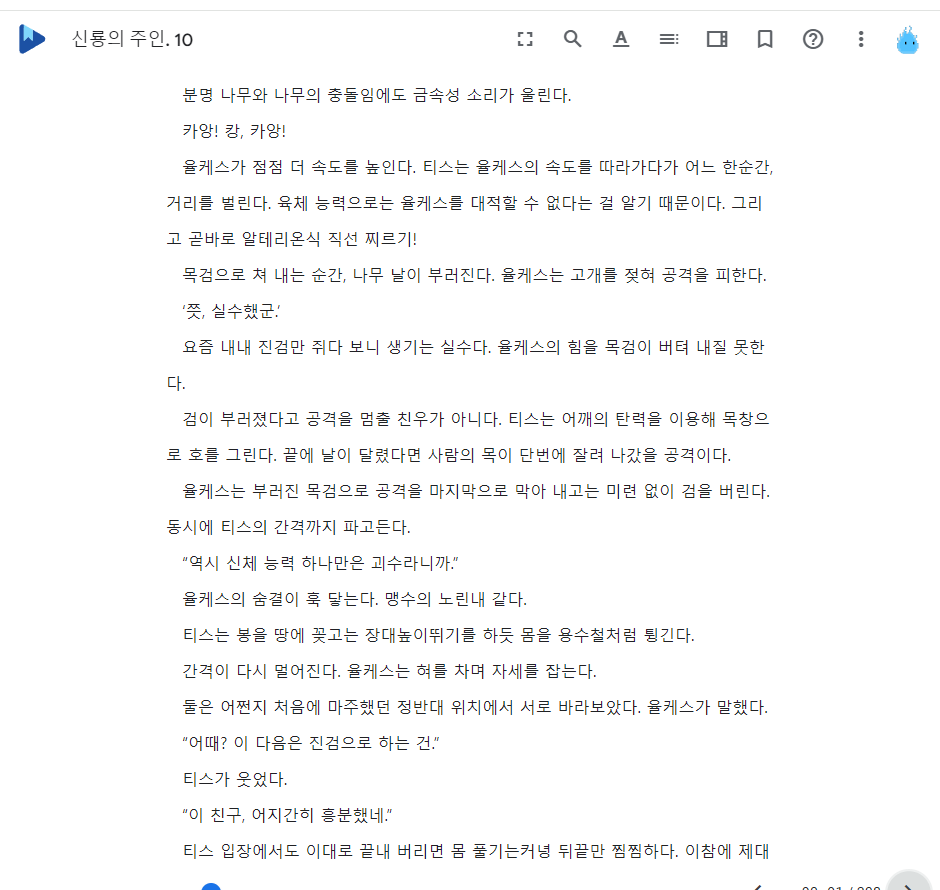 신룡의 주인. 10
분명 나무와 나무의 충돌임에도 금속성 소리가 울린다.
카앙! 캉, 카앙!
율케스가 점점 더 속도를 높인다. 티스는 율케스의 속도를 따라가다가 어느 한순간,
거리를 벌린다. 육체 능력으로는 율케스를 대적할 수 없다는 걸 알기 때문이다. 그리
고 곧바로 알테리온식 직선 찌르기!
목검으로 쳐 내는 순간, 나무 날이 부러진다. 율케스는 고개를 젖혀 공격을 피한다.
‘쯧, 실수했군.’
요즘 내내 진검만 쥐다 보니 생기는 실수다. 율케스의 힘을 목검이 버텨 내질 못한
다.
검이 부러졌다고 공격을 멈출 친우가 아니다. 티스는 어깨의 탄력을 이용해 목창으
로 호를 그린다. 끝에 날이 달렸다면 사람의 목이 단번에 잘려 나갔을 공격이다.
율케스는 부러진 목검으로 공격을 마지막으로 막아 내고는 미련 없이 검을 버린다.
동시에 티스의 간격까지 파고든다.
“역시 신체 능력 하나만은 괴수라니까.”
율케스의 숨결이 훅 닿는다. 맹수의 노린내 같다.
티스는 봉을 땅에 꽂고는 장대높이뛰기를 하듯 몸을 용수철처럼 튕긴다.
간격이 다시 멀어진다. 율케스는 혀를 차며 자세를 잡는다.
둘은 어쩐지 처음에 마주했던 정반대 위치에서 서로 바라보았다. 율케스가 말했다.
“어때? 이 다음은 진검으로 하는 건.”
티스가 웃었다.
“이 친구, 어지간히 흥분했네.”
티스 입장에서도 이대로 끝내 버리면 몸 풀기는커녕 뒤끝만 찜찜하다. 이참에 제대